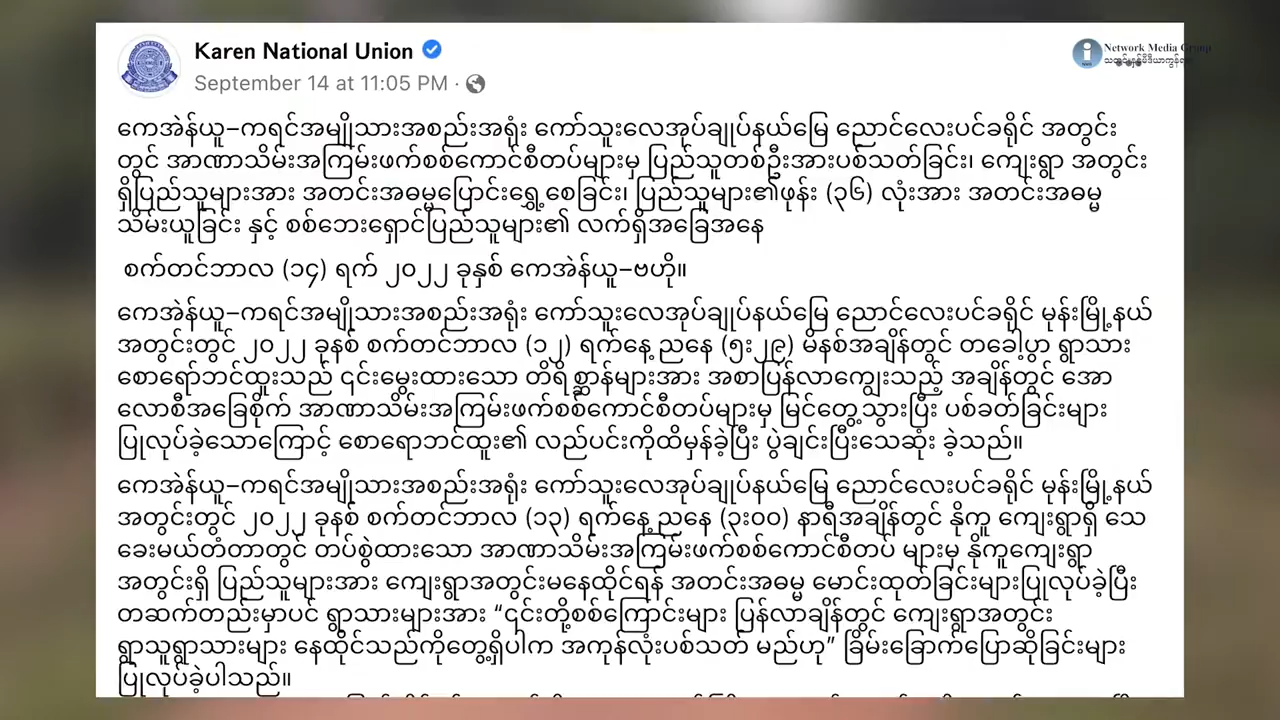 Karen National Union
September 14 at 11:05 PM ·
Network Media Group
ကေအဲန်ယူ–ကရင်အမျိုသားအစည်းအရုံး ကော်သူးလေအုပ်ချုပ်နယ်မြေ ညောင်လေးပင်ခရိုင် အတွင်း
တွင် အာဏာသိမ်းအကြမ်းဖက်စစ်ကောင်စီတပ်များမှ ပြည်သူတစ်ဦးအားပစ်သတ်ခြင်း၊ ကျေးရွာ အတွင်း
ရှိပြည်သူများအား အတင်းအဓမ္မပြောင်းရွှေ့စေခြင်း၊ ပြည်သူများ၏ဖုန်း (၃၆) လုံးအား အတင်းအဓမ္မ
သိမ်းယူခြင်း နှင့် စစ်ဘေးရှောင်ပြည်သူများ၏ လက်ရှိအခြေအနေ
စက်တင်ဘာလ (၁၄) ရက် ၂၀၂၂ ခုနှစ် ကေအဲန်ယူ–ဗဟို။
ကေအဲန်ယူ–ကရင်အမျိုသားအစည်းအရုံး ကော်သူးလေအုပ်ချုပ်နယ်မြေ ညောင်လေးပင်ခရိုင် မုန်းမြို့နယ်
အတွင်းတွင် ၂၀၂၂ ခုနှစ် စက်တင်ဘာလ (၁၂) ရက်နေ့ ညနေ (၅း၂၉) မိနစ်အချိန်တွင် တခေါ်ပွာ ရွာသား
စောရော်ဘင်ထူးသည် ၎င်းမွေးထားသော တိရိစ္ဆာန်များအား အစာပြန်လာကျွေးသည့် အချိန်တွင် အော
လောစီအခြေစိုက် အာဏာသိမ်းအကြမ်းဖက်စစ်ကောင်စီတပ်များမှ မြင်တွေ့သွားပြီး ပစ်ခတ်ခြင်းများ
ပြုလုပ်ခဲ့သောကြောင့် စောရောဘင်ထူး၏ လည်ပင်းကိုထိမှန်ခဲ့ပြီး ပွဲချင်းပြီးသေဆုံး ခဲ့သည်။
ကေအဲန်ယူ–ကရင်အမျိုသားအစည်းအရုံး ကော်သူးလေအုပ်ချုပ်နယ်မြေ ညောင်လေးပင်ခရိုင် မုန်းမြို့နယ်
အတွင်းတွင် ၂၀၂၂ ခုနှစ် စက်တင်ဘာလ (၁၃) ရက်နေ့ ညနေ (၃း၀၀) နာရီအချိန်တွင် နိုကူ ကျေးရွာရှိ သေ
ခေးမယ်တံတာတွင် တပ်စွဲထားသော အာဏာသိမ်းအကြမ်းဖက်စစ်ကောင်စီတပ် များမှ နိုကူကျေးရွာ
အတွင်းရှိ ပြည်သူများအား ကျေးရွာအတွင်းမနေထိုင်ရန် အတင်းအဓမ္မ မောင်းထုတ်ခြင်းများပြုလုပ်ခဲ့ပြီး
တဆက်တည်းမှာပင် ရွာသားများအား “၎င်းတို့စစ်ကြောင်းများ ပြန်လာချိန်တွင် ကျေးရွာအတွင်း
ရွာသူရွာသားများ နေထိုင်သည်ကိုတွေ့ရှိပါက အကုန်လုံးပစ်သတ် မည်ဟု” ခြိမ်းခြောက်ပြောဆိုခြင်းများ
ပြုလုပ်ခဲ့ပါသည်။